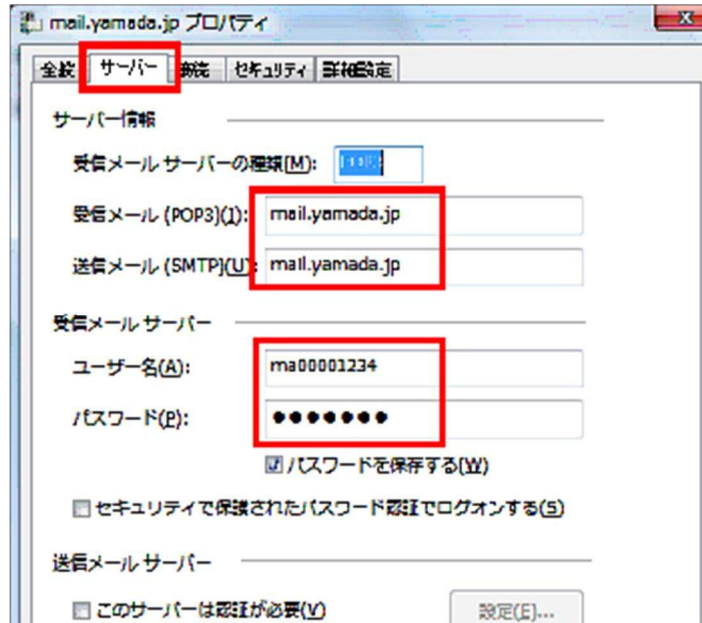 mail.yamada.jp プロパティ
全般 サーバー 接続 セキュリティ 詳細設定
サーバー情報
受信メール サーバーの種類(M):
受信メール (POP3)(I): mail.yamada.jp
送信メール (SMTP)(U): mail.yamada.jp
受信メール サーバー
ユーザー名(A): ma00001234
パスワード(P): ●●●●●●●
パスワードを保存する(W)
セキュリティで保護されたパスワード認証でログオンする(S)
送信メール サーバー
このサーバーは認証が必要(V) 設定(E)...